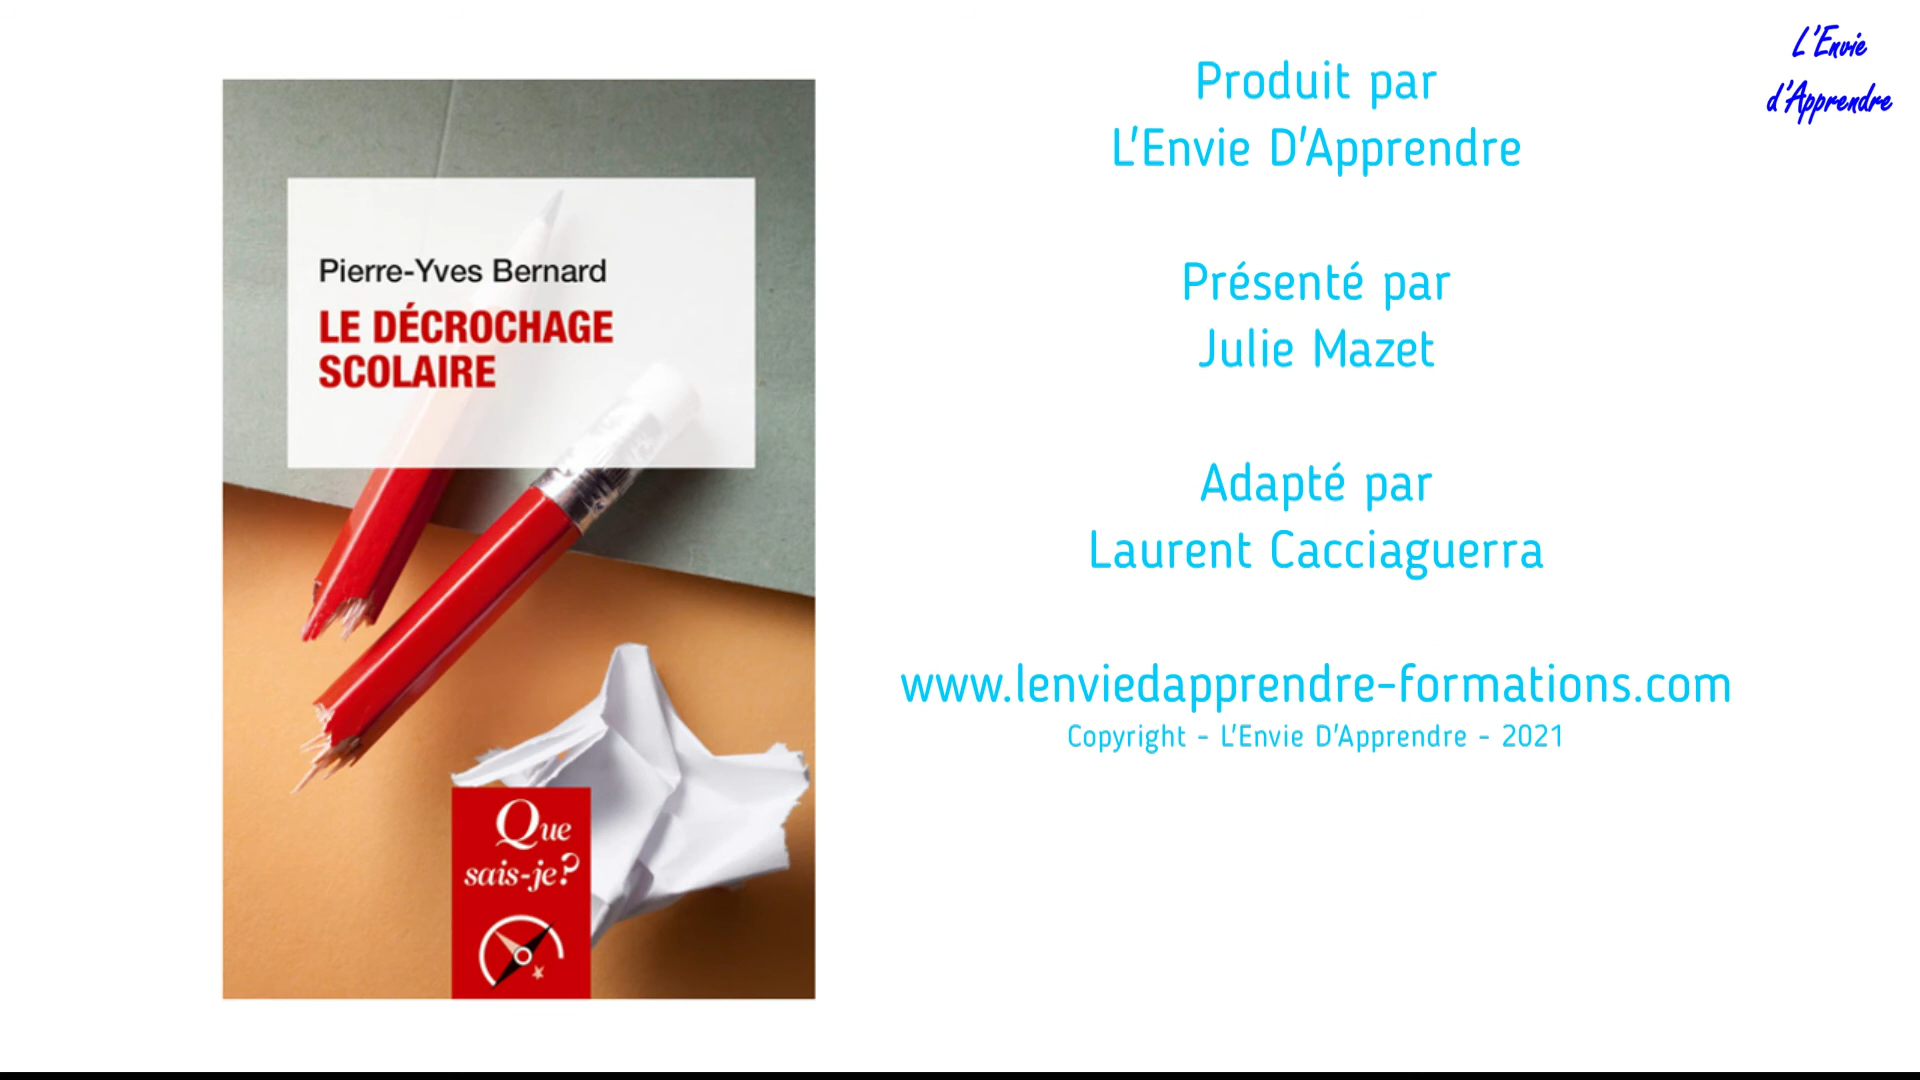 Pierre-Yves Bernard
LE DÉCROCHAGE
SCOLAIRE
Que
sais-je?
Produit par
L'Envie D'Apprendre
Présenté par
Julie Mazet
Adapté par
Laurent Cacciaguerra
www.lenviedapprendre-formations.com
Copyright - L'Envie D'Apprendre - 2021
L'Envie
d'Apprendre